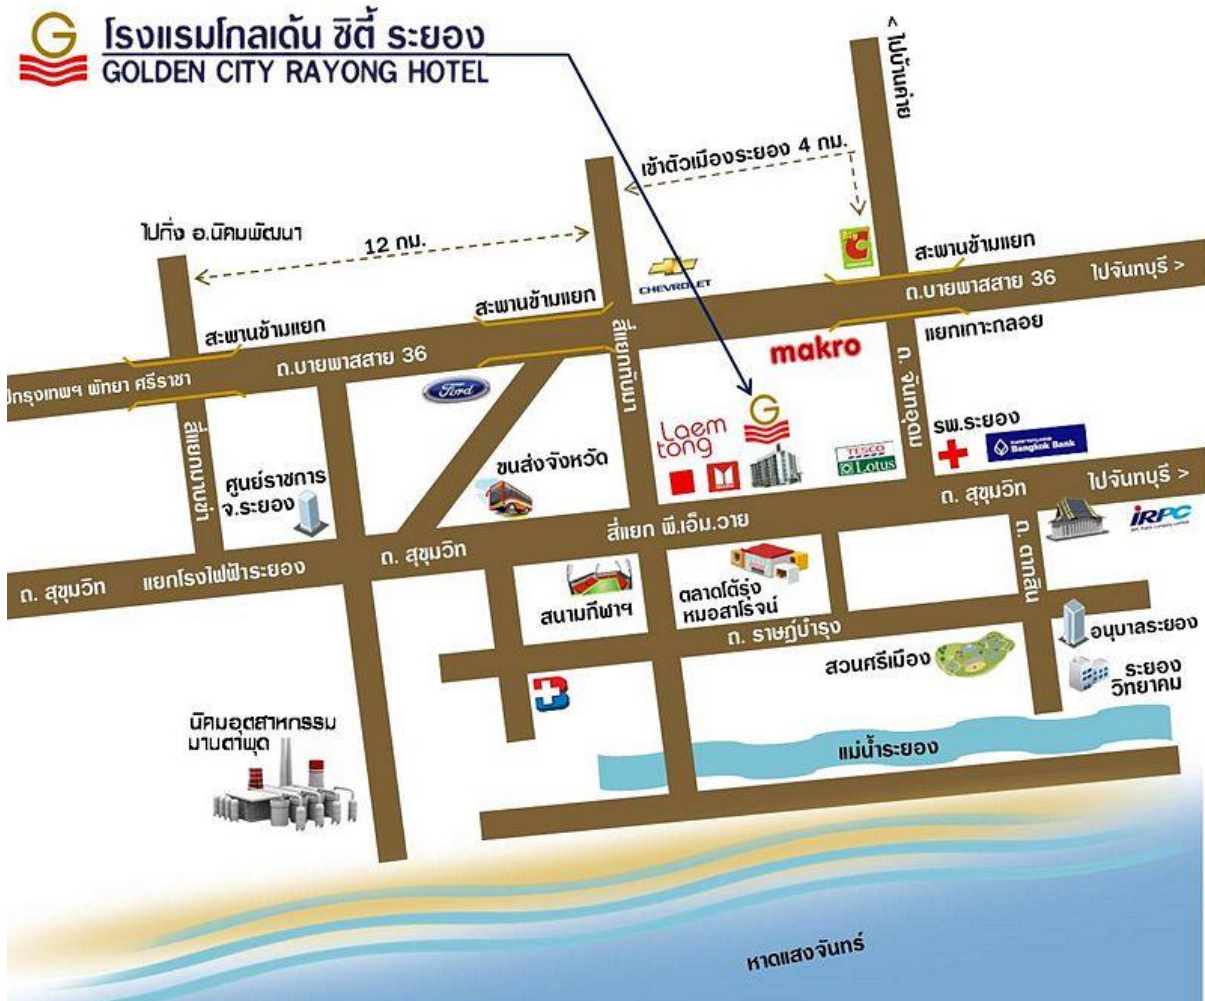 โรงแรมโกลเด้น ซิตี้ ระยอง
GOLDEN CITY RAYONG HOTEL
< ไปบ้านค่าย
เข้าตัวเมืองระยอง 4 กม.
ไปกิ่ง อ.นิคมพัฒนา
12 กม.
CHEVROLET
Big
C
สะพานข้ามแยก
สะพานข้ามแยก
สะพานข้ามแยก
ถ.บายพาสสาย 36
ไปจันทบุรี >
แยกเกาะกลอย
ถ.บายพาสสาย 36
ปกรุงเทพฯ พัทยา ศรีราชา
สี่แยกทับมา
makro
ถ. จันทอุดม
Ford
Laem
tong
G
TESCO
Lotus
รพ.ระยอง
Bangkok Bank
สี่แยกมาบข่า
ศูนย์ราชการ
จ.ระยอง
ขนส่งจังหวัด
ถ. สุขุมวิท
ไปจันทบุรี >
สี่แยก พี.เอ็ม.วาย
ถ. สุขุมวิท
ถ. สุขุมวิท
แยกโรงไฟฟ้าระยอง
IRPC
ถ. ตากสิน
สนามกีฬาฯ
ตลาดโต้รุ่ง
หมอสาโรจน์
ถ. ราษฎ์บำรุง
อนุบาลระยอง
สวนศรีเมือง
ระยอง
วิทยาคม
B
นิคมอุตสาหกรรม
มาบตาพุด
แม่น้ำระยอง
หาดแสงจันทร์